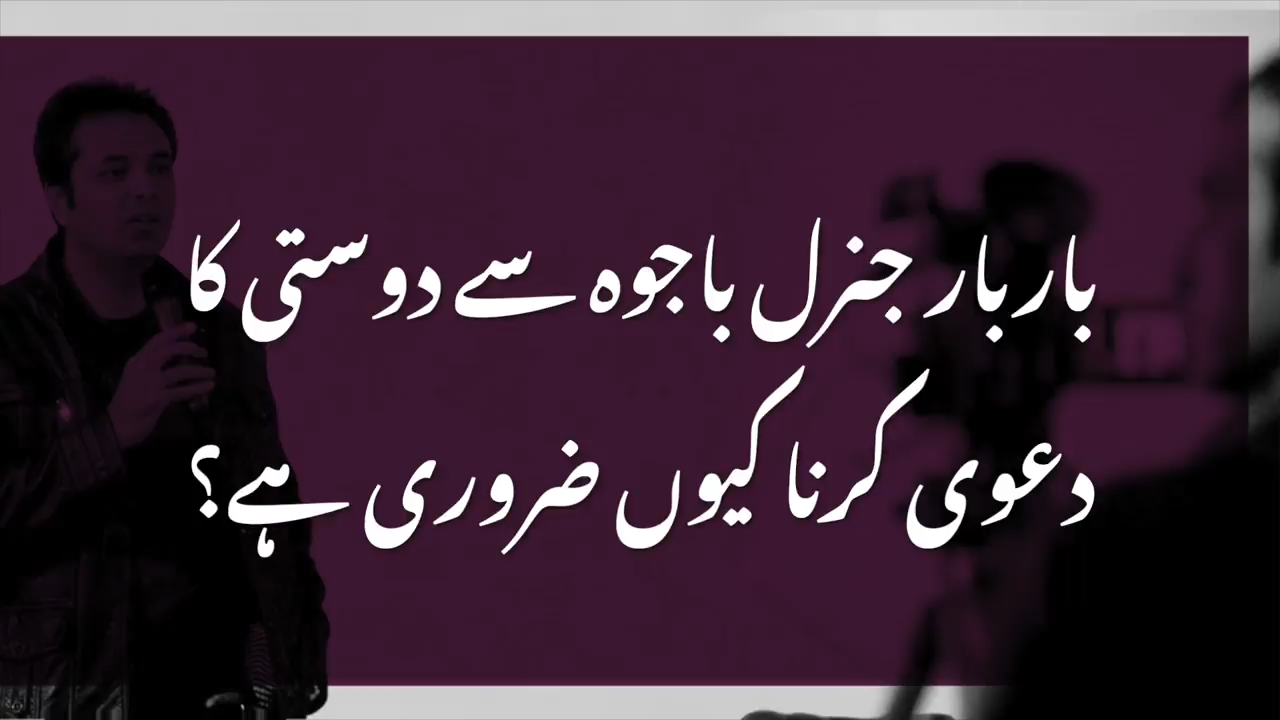 بار بار جنرل باجوہ سے دوستی کا
دعوی کرنا کیوں ضروری ہے؟